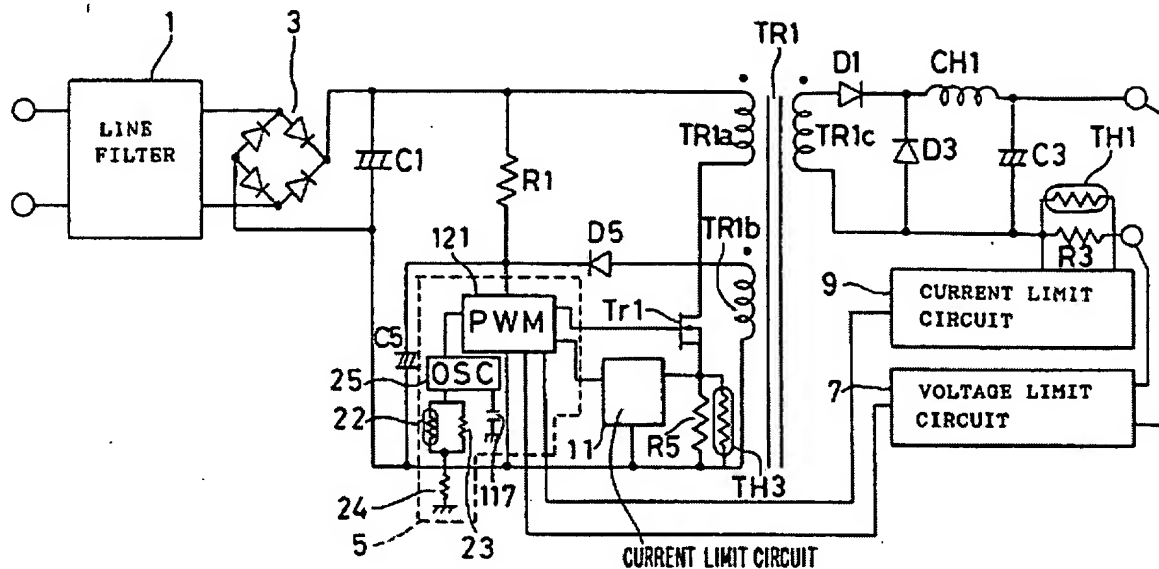 1
3
TR1
D1
CH1
LINE
FILTER
C1
R1
TR1a
TR1c
D3
C3
TH1
121
D5
TR1b
R3
PWM
Tr1
9
CURRENT LIMIT
CIRCUIT
C5
25
OSC
7
VOLTAGE LIMIT
CIRCUIT
22
11
R5
24
117
TH3
5
23
CURRENT LIMIT CIRCUIT